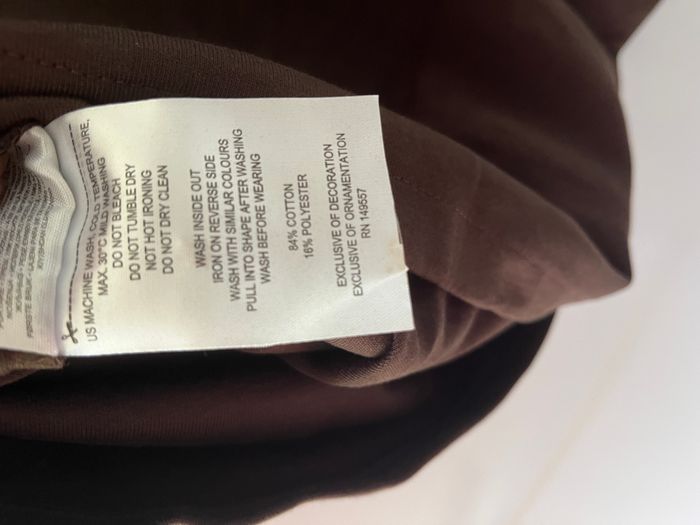 US MACHINE WASH, COLD TEMPERATURE,
MAX. 30°C MILD WASHING
DO NOT BLEACH
DO NOT TUMBLE DRY
NOT HOT IRONING
DO NOT DRY CLEAN
WASH INSIDE OUT
IRON ON REVERSE SIDE
WASH WITH SIMILAR COLOURS
PULL INTO SHAPE AFTER WASHING
WASH BEFORE WEARING
84% COTTON
16% POLYESTER
EXCLUSIVE OF DECORATION
EXCLUSIVE OF ORNAMENTATION
RN 149557